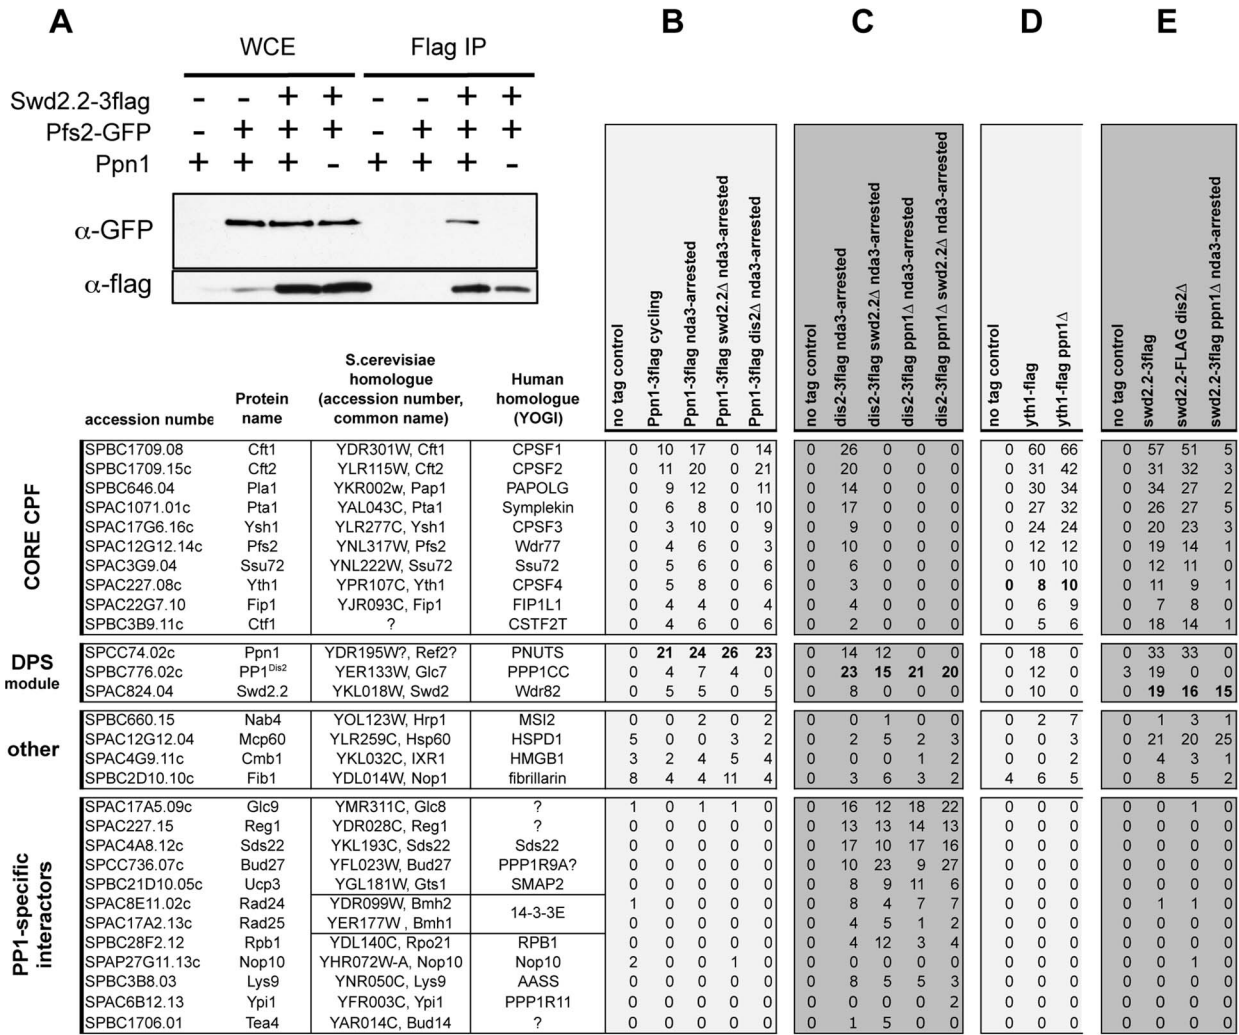 A
B
C
D
E
WCE Flag IP
Swd2.2-3flag - - + + - - + +
Pfs2-GFP - + + + - + + +
Ppn1 + + + - + + + -
α-GFP
α-flag
no tag control
Ppn1-3flag cycling
Ppn1-3flag nda3-arrested
Ppn1-3flag swd2.2Δ nda3-arrested
Ppn1-3flag dis2Δ nda3-arrested
no tag control
dis2-3flag nda3-arrested
dis2-3flag swd2.2Δ nda3-arrested
dis2-3flag ppn1Δ nda3-arrested
dis2-3flag ppn1Δ swd2.2Δ nda3-arrested
no tag control
yth1-flag
yth1-flag ppn1Δ
no tag control
swd2.2-3flag
swd2.2-FLAG dis2Δ
swd2.2-3flag ppn1Δ nda3-arrested
accession numbe
Protein
name
S.cerevisiae
homologue
(accession number,
common name)
Human
homologue
(YOGI)
CORE CPF
SPBC1709.08 Cft1 YDR301W, Cft1 CPSF1 0 10 17 0 14 0 26 0 0 0 0 60 66 0 57 51 5
SPBC1709.15c Cft2 YLR115W, Cft2 CPSF2 0 11 20 0 21 0 20 0 0 0 0 31 42 0 31 32 3
SPBC646.04 Pla1 YKR002w, Pap1 PAPOLG 0 9 12 0 11 0 14 0 0 0 0 30 34 0 34 27 2
SPAC1071.01c Pta1 YAL043C, Pta1 Symplekin 0 6 8 0 10 0 17 0 0 0 0 27 32 0 26 27 5
SPAC17G6.16c Ysh1 YLR277C, Ysh1 CPSF3 0 3 10 0 9 0 9 0 0 0 0 24 24 0 20 23 3
SPAC12G12.14c Pfs2 YNL317W, Pfs2 Wdr77 0 4 6 0 3 0 10 0 0 0 0 12 12 0 19 14 1
SPAC3G9.04 Ssu72 YNL222W, Ssu72 Ssu72 0 5 6 0 6 0 6 0 0 0 0 10 10 0 12 11 0
SPAC227.08c Yth1 YPR107C, Yth1 CPSF4 0 5 8 0 6 0 3 0 0 0 0 8 10 0 11 9 1
SPAC22G7.10 Fip1 YJR093C, Fip1 FIP1L1 0 4 4 0 4 0 4 0 0 0 0 6 9 0 7 8 0
SPBC3B9.11c Ctf1 ? CSTF2T 0 4 6 0 6 0 2 0 0 0 0 5 6 0 18 14 1
DPS
module
SPCC74.02c Ppn1 YDR195W?, Ref2? PNUTS 0 21 24 26 23 0 14 12 0 0 0 18 0 0 33 33 0
SPBC776.02c PP1Dis2 YER133W, Glc7 PPP1CC 0 4 7 4 0 0 23 15 21 20 0 12 0 3 19 0 0
SPAC824.04 Swd2.2 YKL018W, Swd2 Wdr82 0 5 5 0 5 0 8 0 0 0 0 10 0 0 19 16 15
other
SPBC660.15 Nab4 YOL123W, Hrp1 MSI2 0 0 2 0 2 0 0 1 0 0 0 2 7 0 1 3 1
SPAC12G12.04 Mcp60 YLR259C, Hsp60 HSPD1 5 0 0 3 2 0 2 5 2 3 0 0 3 0 21 20 25
SPAC4G9.11c Cmb1 YKL032C, IXR1 HMGB1 3 2 4 5 4 0 0 0 1 2 0 0 2 0 4 3 1
SPBC2D10.10c Fib1 YDL014W, Nop1 fibrillarin 8 4 4 11 4 0 3 6 3 2 4 6 5 0 8 5 2
PP1-specific
interactors
SPAC17A5.09c Glc9 YMR311C, Glc8 ? 1 0 1 1 0 0 16 12 18 22 0 0 0 0 0 1 0
SPAC227.15 Reg1 YDR028C, Reg1 ? 0 0 0 0 0 0 13 13 14 13 0 0 0 0 0 0 0
SPAC4A8.12c Sds22 YKL193C, Sds22 Sds22 0 0 0 0 0 0 17 10 17 16 0 0 0 0 0 0 0
SPCC736.07c Bud27 YFL023W, Bud27 PPP1R9A? 0 0 0 0 0 0 10 23 9 27 0 0 0 0 0 0 0
SPBC21D10.05c Ucp3 YGL181W, Gts1 SMAP2 0 0 0 0 0 0 8 9 11 6 0 0 0 0 0 0 0
SPAC8E11.02c Rad24 YDR099W, Bmh2 14-3-3E 1 0 0 0 0 0 8 4 7 7 0 0 0 0 1 1 0
SPAC17A2.13c Rad25 YER177W , Bmh1 0 0 0 0 0 0 4 5 1 2 0 0 0 0 0 0 0
SPBC28F2.12 Rpb1 YDL140C, Rpo21 RPB1 0 0 0 0 0 0 4 12 3 4 0 0 0 0 0 0 0
SPAP27G11.13c Nop10 YHR072W-A, Nop10 Nop10 2 0 0 1 0 0 0 0 0 0 0 0 0 0 0 1 0
SPBC3B8.03 Lys9 YNR050C, Lys9 AASS 0 0 0 0 0 0 8 5 5 3 0 0 0 0 0 0 0
SPAC6B12.13 Ypi1 YFR003C, Ypi1 PPP1R11 0 0 0 0 0 0 0 0 0 2 0 0 0 0 0 0 0
SPBC1706.01 Tea4 YAR014C, Bud14 ? 0 0 0 0 0 0 1 5 0 0 0 0 0 0 0 0 0